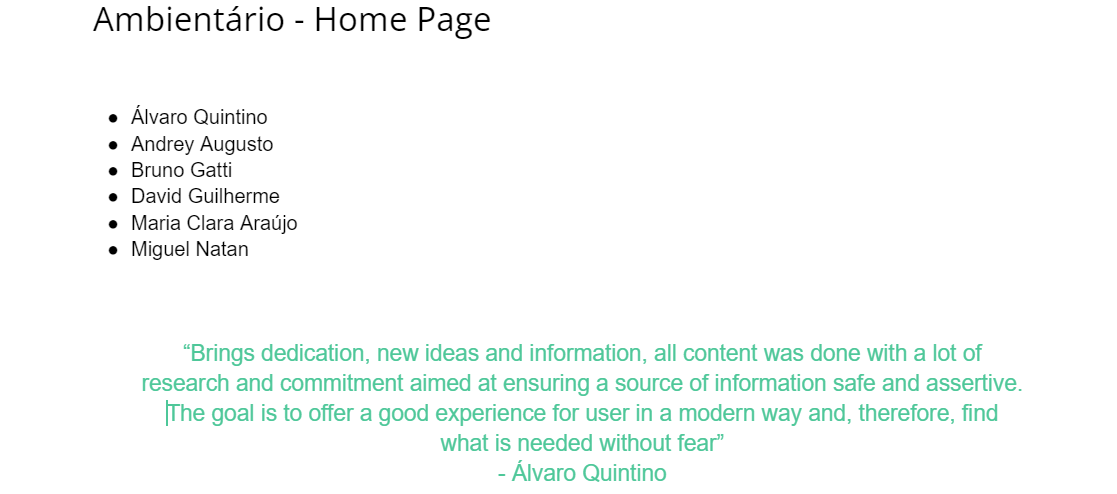 Ambientário - Home Page
● Álvaro Quintino
● Andrey Augusto
● Bruno Gatti
● David Guilherme
● Maria Clara Araújo
● Miguel Natan
“Brings dedication, new ideas and information, all content was done with a lot of
research and commitment aimed at ensuring a source of information safe and assertive.
The goal is to offer a good experience for user in a modern way and, therefore, find
what is needed without fear”
- Álvaro Quintino